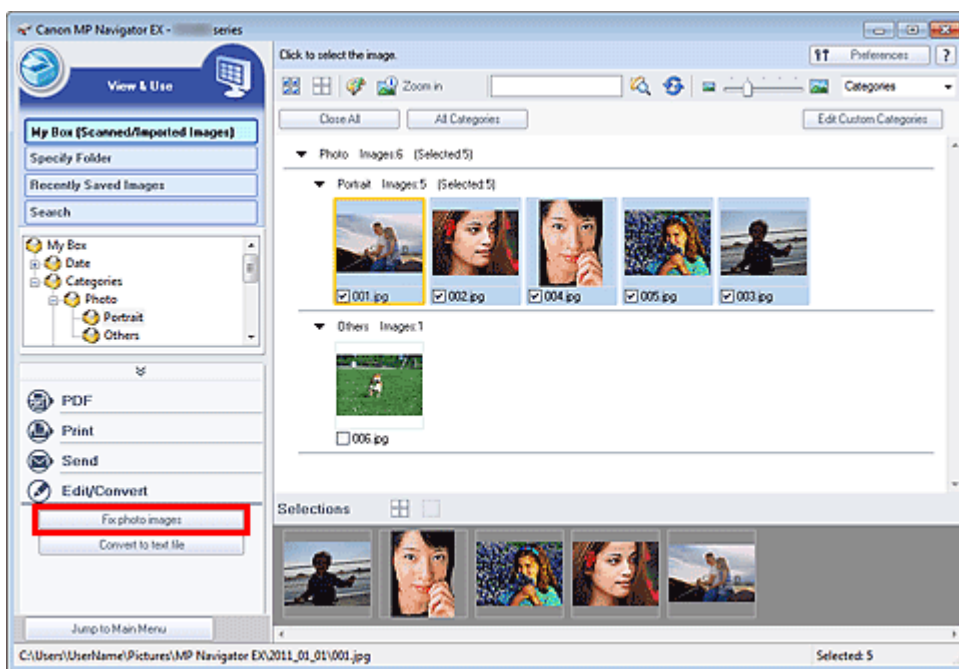 Canon MP Navigator EX - series
View & Use
My Box (Scanned/Imported Images)
Specify Folder
Recently Saved Images
Search
My Box
Date
Categories
Photo
Portrait
Others
PDF
Print
Send
Edit/Convert
Fix photo images
Convert to text file
Jump to Main Menu
Click to select the image.
Preferences
?
Zoom in
Categories
Close All
All Categories
Edit Custom Categories
Photo Images:6 (Selected:5)
Portrait Images:5 (Selected:5)
001.jpg
002.jpg
004.jpg
005.jpg
003.jpg
Others Images:1
006.jpg
Selections
C:\Users\UserName\Pictures\MP Navigator EX\2011_01_01\001.jpg
Selected: 5